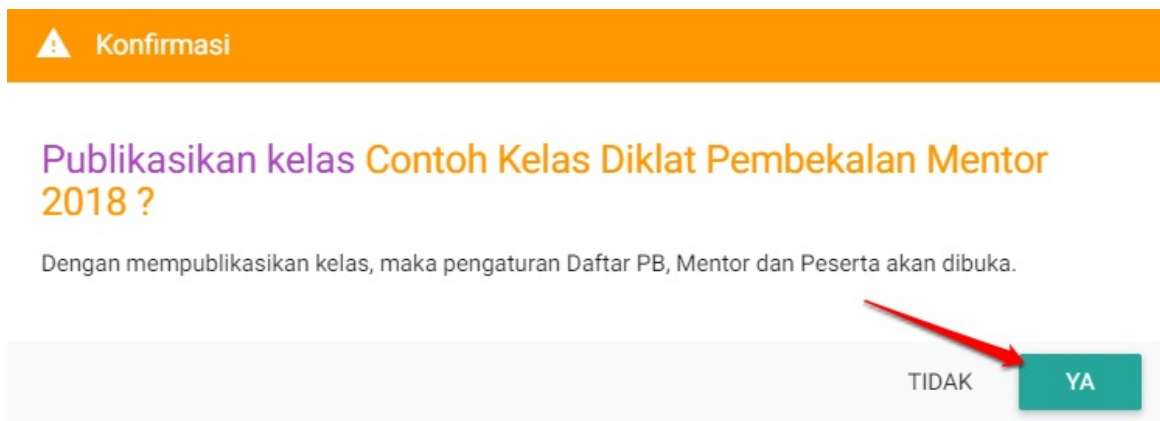 Konfirmasi
Publikasikan kelas Contoh Kelas Diklat Pembekalan Mentor
2018 ?
Dengan mempublikasikan kelas, maka pengaturan Daftar PB, Mentor dan Peserta akan dibuka.
TIDAK YA